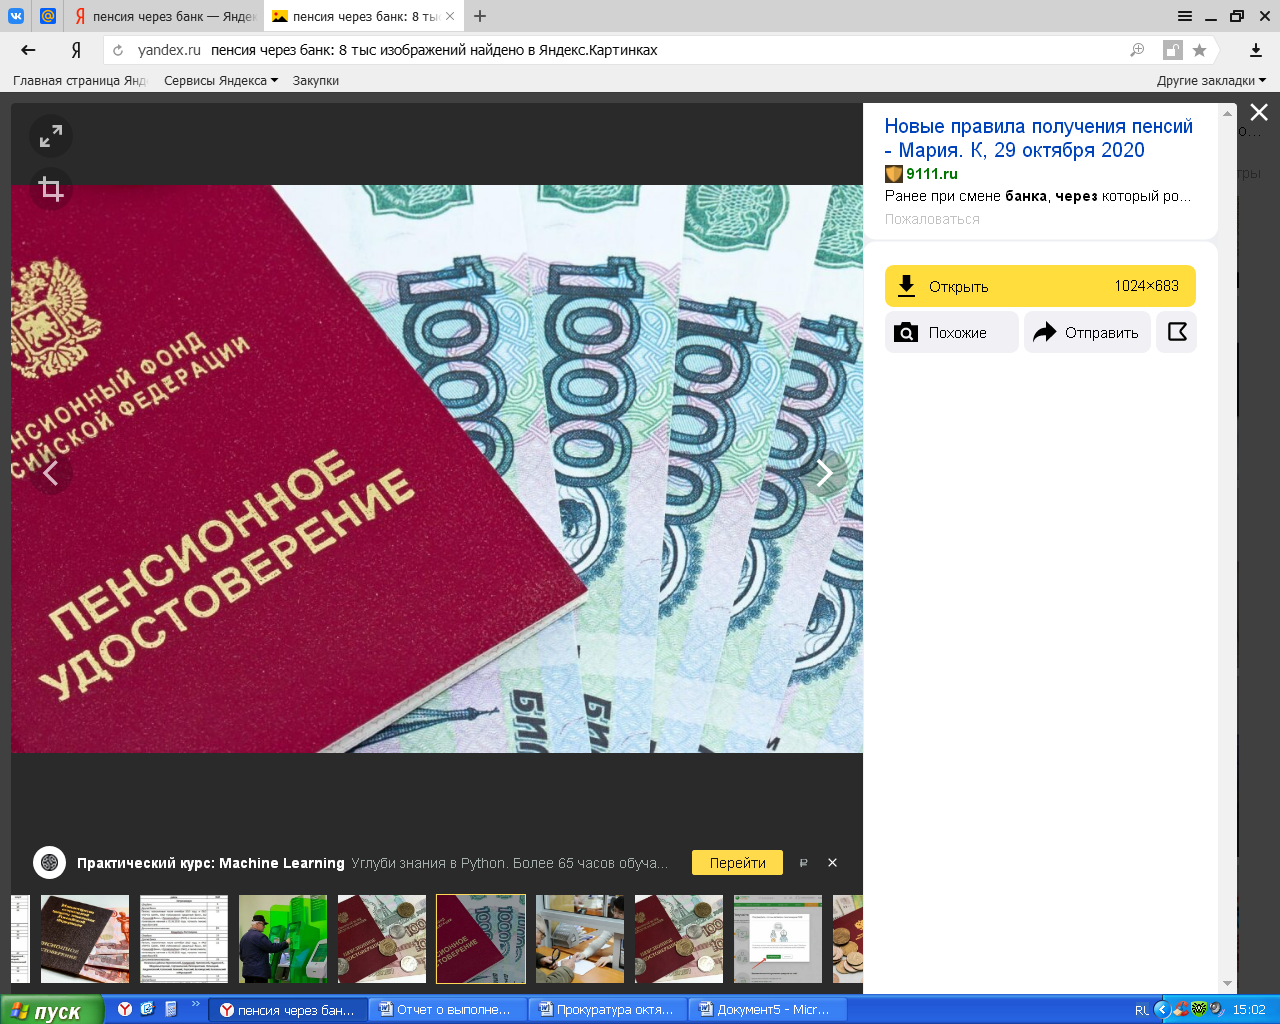 пенсия через банк — Яндек
пенсия через банк: 8 ты
yandex.ru пенсия через банк: 8 тыс изображений найдено в Яндекс.Картинках
Главная страница Янд
Сервисы Яндекса
Закупки
Другие закладки
Новые правила получения пенсий
- Мария. К, 29 октября 2020
9111.ru
Ранее при смене банка, через который ро...
Пожаловаться
Открыть 1024×683
Похожие
Отправить
НСИОННЫЙ ФОНД
СИЙСКОЙ ФЕДЕРАЦИИ
ПЕНСИОННОЕ
УДОСТОВЕРЕНИЕ
1000
1000
1000
1000
БИЛ
БИЛ
Практический курс: Machine Learning Углуби знания в Python. Более 65 часов обуча...
Перейти
пуск
пенсия через бан...
Отчет о выполне...
Прокуратура октя...
Документ5 - Micr...
RU
15:02